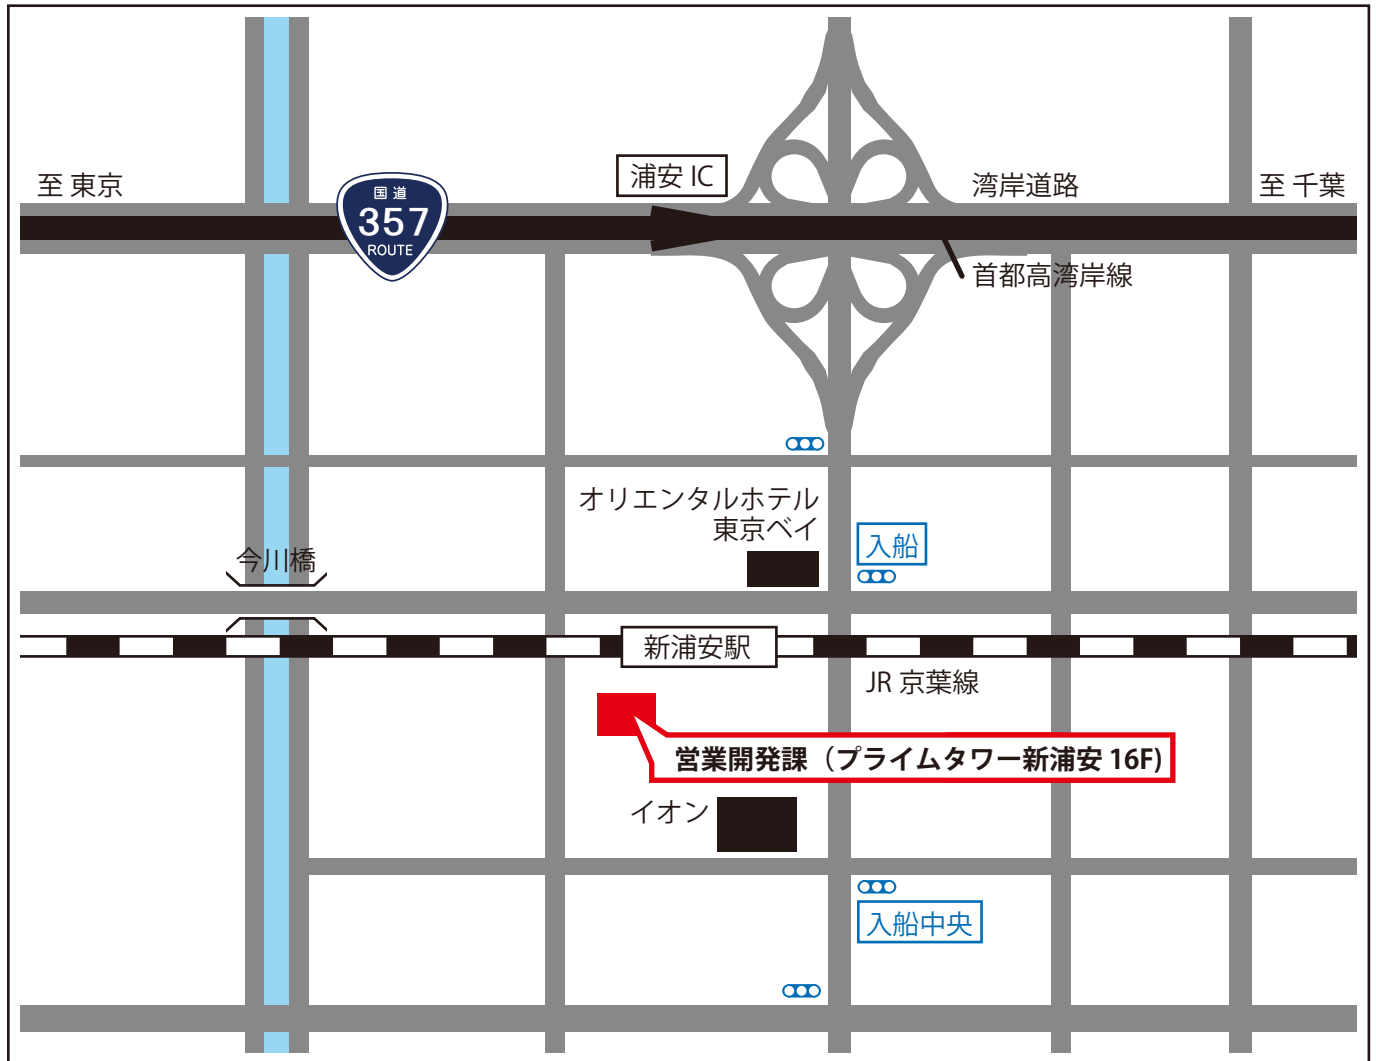 至 東京
国道
357
ROUTE
浦安 IC
湾岸道路
至 千葉
首都高湾岸線
オリエンタルホテル
東京ベイ
入船
今川橋
新浦安駅
JR 京葉線
営業開発課（プライムタワー新浦安 16F)
イオン
入船中央